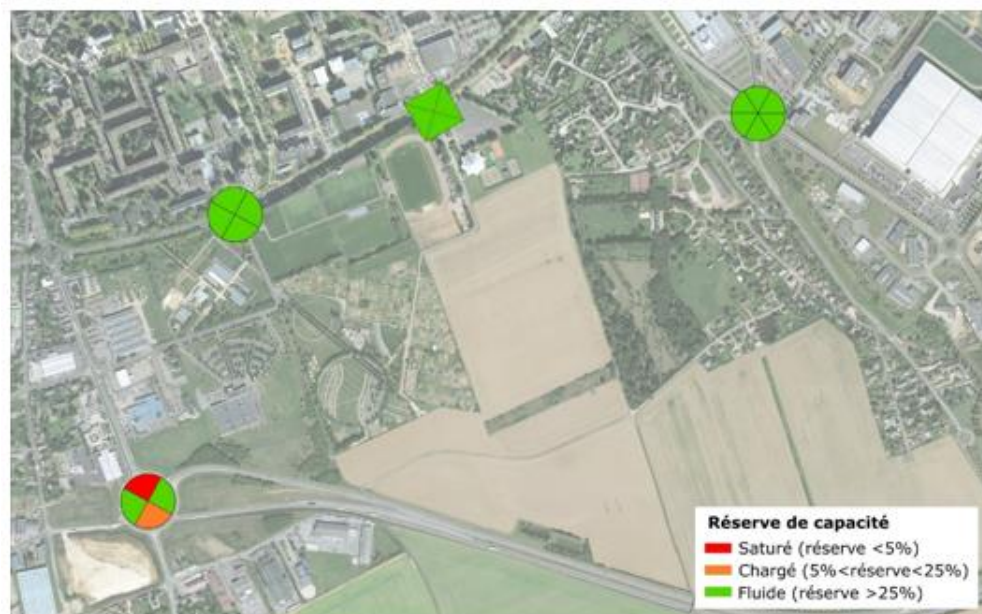 Réserve de capacité
Saturé (réserve <5%)
Chargé (5%<réserve<25%)
Fluide (réserve >25%)